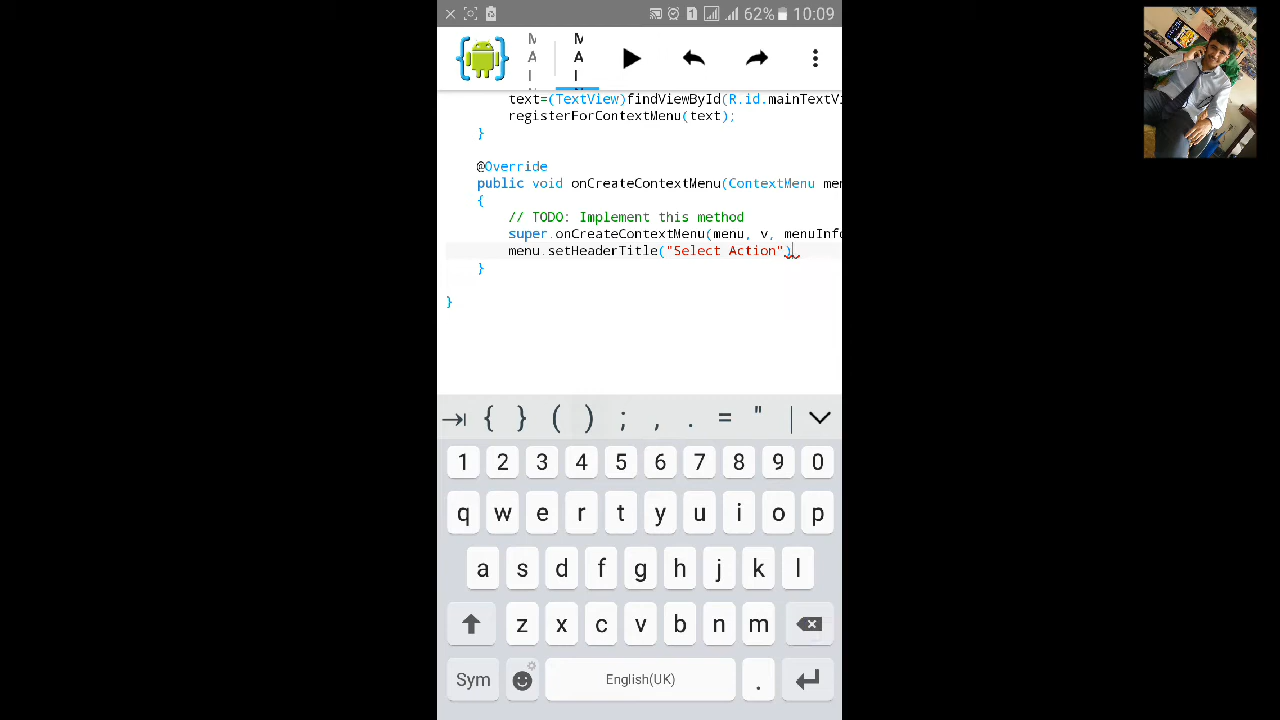 62% 10:09
M A I N M A I N
text=(TextView)findViewById(R.id.mainTextVi
registerForContextMenu(text);
}
@Override
public void onCreateContextMenu(ContextMenu men
{
// TODO: Implement this method
super.onCreateContextMenu(menu, v, menuInfo
menu.setHeaderTitle("Select Action")
}
}
{ } ( ) ; , . = " |
1 2 3 4 5 6 7 8 9 0
q w e r t y u i o p
a s d f g h j k l
z x c v b n m
Sym English(UK) .